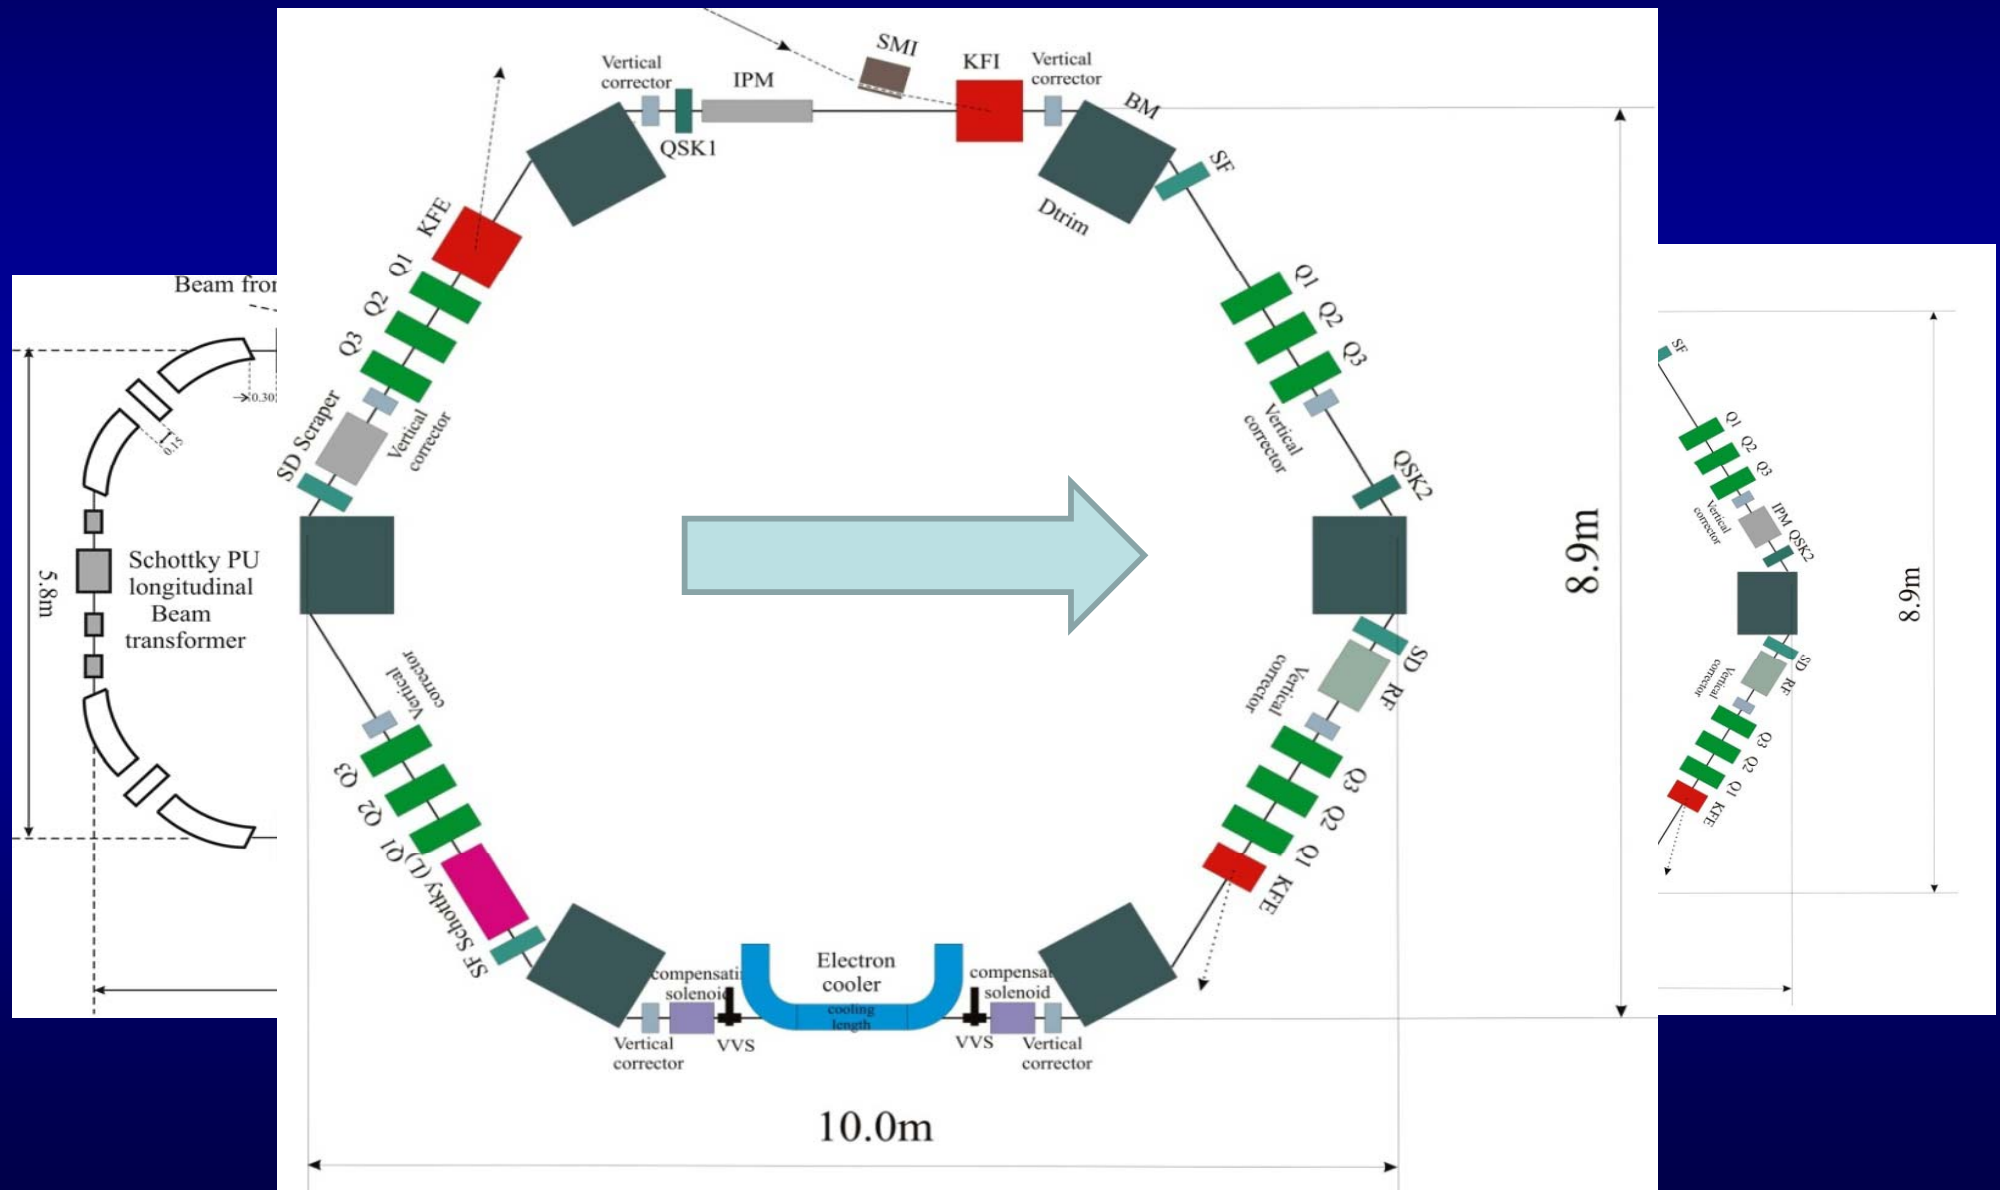 Beam fro
0.30
0.15
5.8m
Schottky PU
longitudinal
Beam
transformer
Vertical
corrector
IPM
SMI
KFI
Vertical
corrector
BM
QSK1
SF
KFE
Dtrim
Q1
Q2
Q3
Q1
Q2
Q3
SD Scraper
Vertical
corrector
Vertical
corrector
QSK2
8.9m
Vertical
corrector
Vertical
corrector
SD
RF
Q3
Q2
Q1
Q3
Q2
Q1
SF Schottky (L)
KFE
Electron
cooler
cooling
length
compensati
solenoid
compensa
solenoid
Vertical
corrector
VVS
VVS
Vertical
corrector
10.0m
SF
Q1
Q2
Q3
Vertical
corrector
IPM QSK2
8.9m
SD
RF
Vertical
corrector
Q3
Q2
Q1
KFE